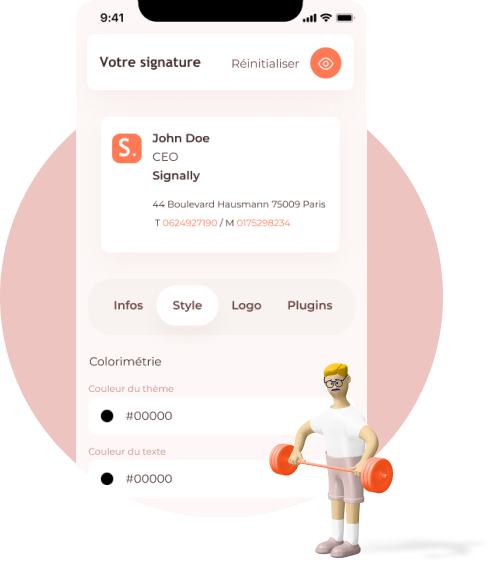 9:41
Votre signature Réinitialiser
S.
John Doe
CEO
Signally
44 Boulevard Hausmann 75009 Paris
T 0624927190 / M 0175298234
Infos Style Logo Plugins
Colorimétrie
Couleur du thème
#00000
Couleur du texte
#00000